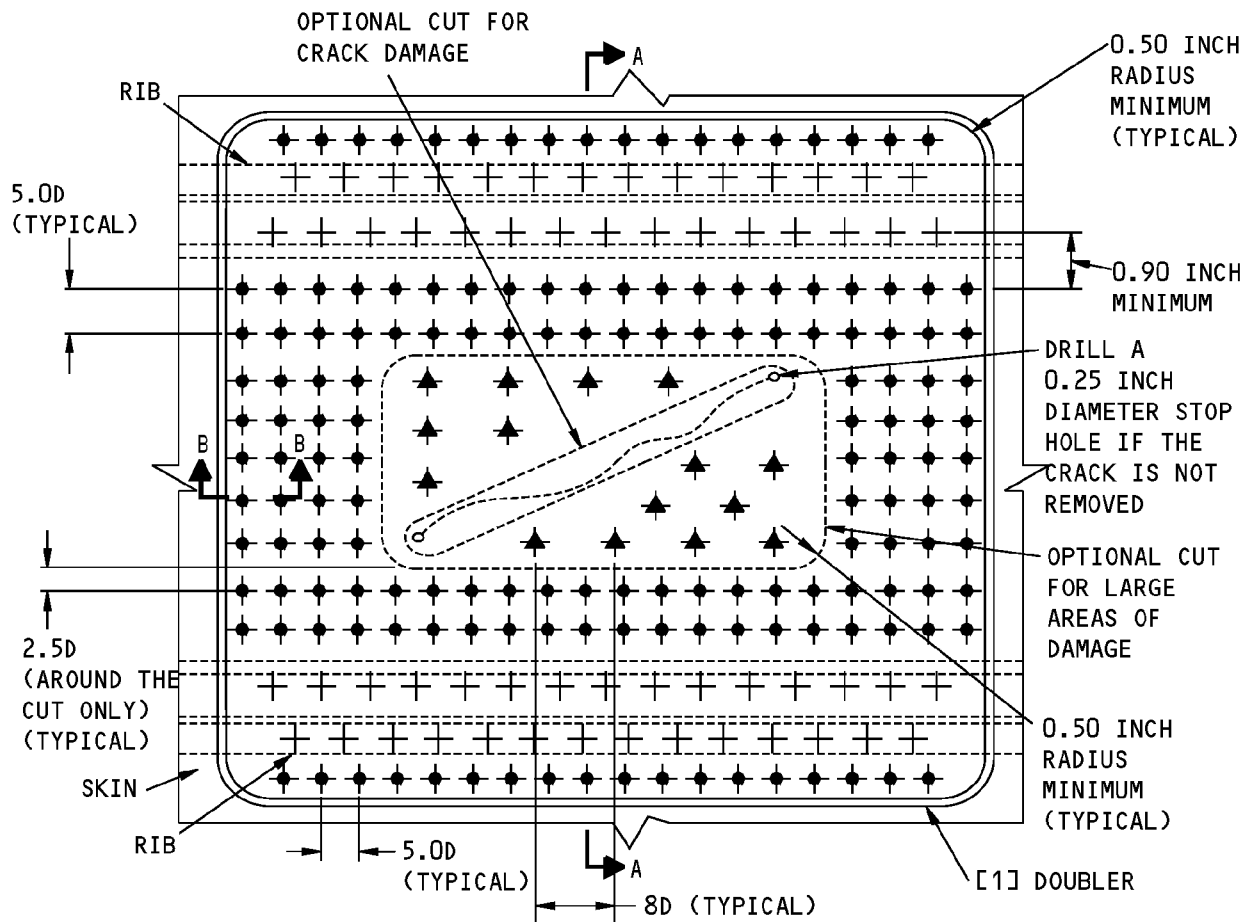 OPTIONAL CUT FOR
CRACK DAMAGE
A
0.50 INCH
RADIUS
MINIMUM
(TYPICAL)
RIB
5.0D
(TYPICAL)
0.90 INCH
MINIMUM
DRILL A
0.25 INCH
DIAMETER STOP
HOLE IF THE
CRACK IS NOT
REMOVED
B
B
OPTIONAL CUT
FOR LARGE
AREAS OF
DAMAGE
2.5D
(AROUND THE
CUT ONLY)
(TYPICAL)
0.50 INCH
RADIUS
MINIMUM
(TYPICAL)
SKIN
RIB
5.0D
(TYPICAL)
A
8D (TYPICAL)
[1] DOUBLER